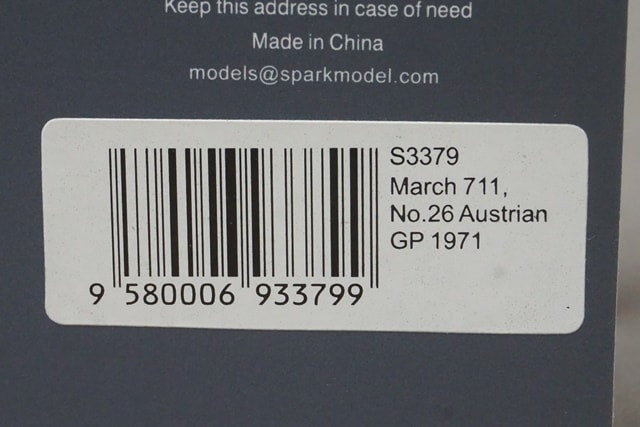 Keep this address in case of need
Made in China
models@sparkmodel.com
S3379
March 711,
No.26 Austrian
GP 1971
9 580006 933799